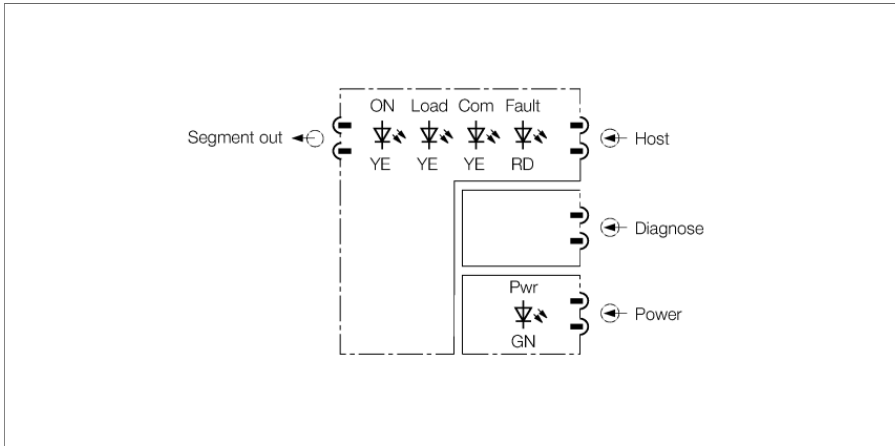 ON Load Com Fault
Segment out
Host
YE YE YE RD
Diagnose
Pwr
Power
GN